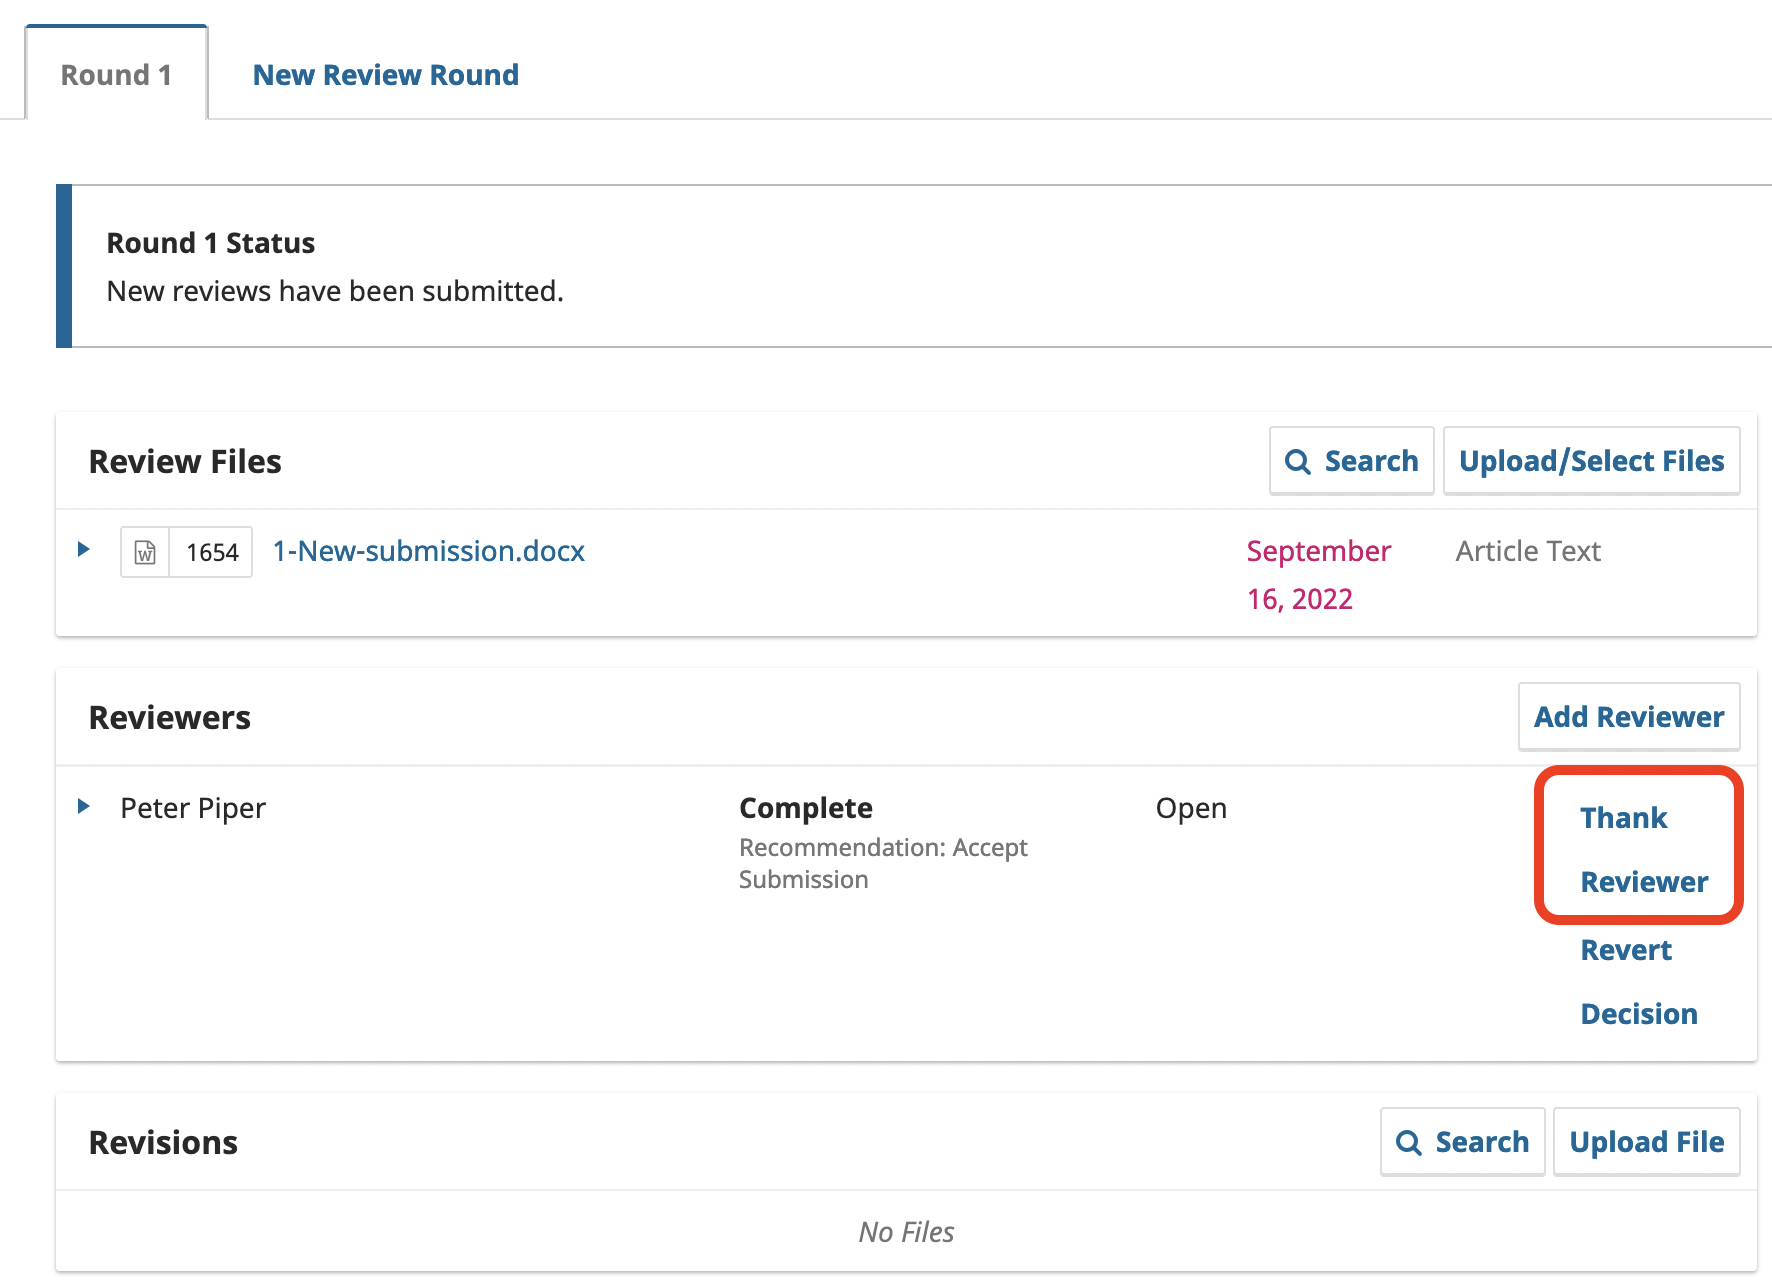 Round 1 New Review Round
Round 1 Status
New reviews have been submitted.
Review Files Search Upload/Select Files
W 1654 1-New-submission.docx September Article Text
16, 2022
Reviewers Add Reviewer
Peter Piper Complete Open Thank
Recommendation: Accept
Submission Reviewer
Revert
Decision
Revisions Search Upload File
No Files